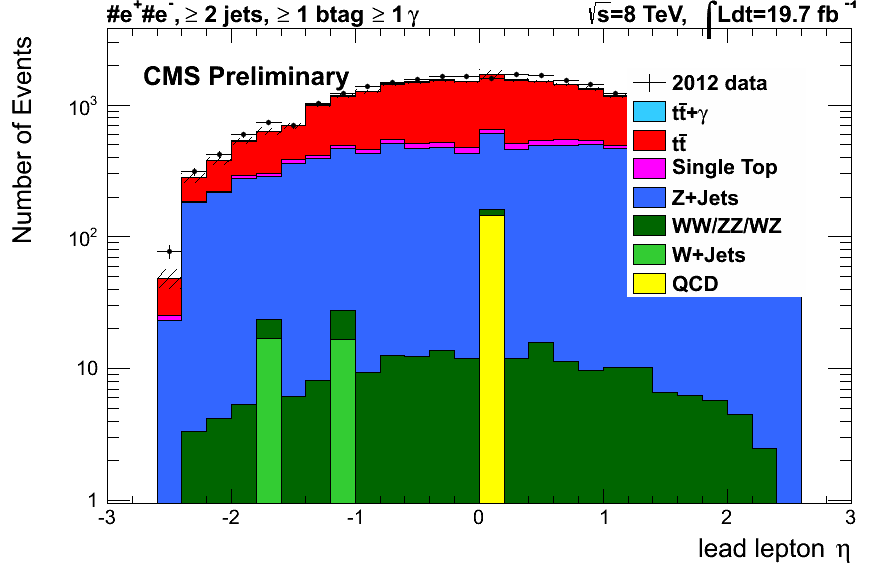 #e⁺#e⁻, ≥ 2 jets, ≥ 1 btag ≥ 1 γ
√s=8 TeV, ∫Ldt=19.7 fb⁻¹
CMS Preliminary
2012 data
tt̄+γ
tt̄
Single Top
Z+Jets
WW/ZZ/WZ
W+Jets
QCD
Number of Events
10³
10²
10
1
-3 -2 -1 0 1 2 3
lead lepton η